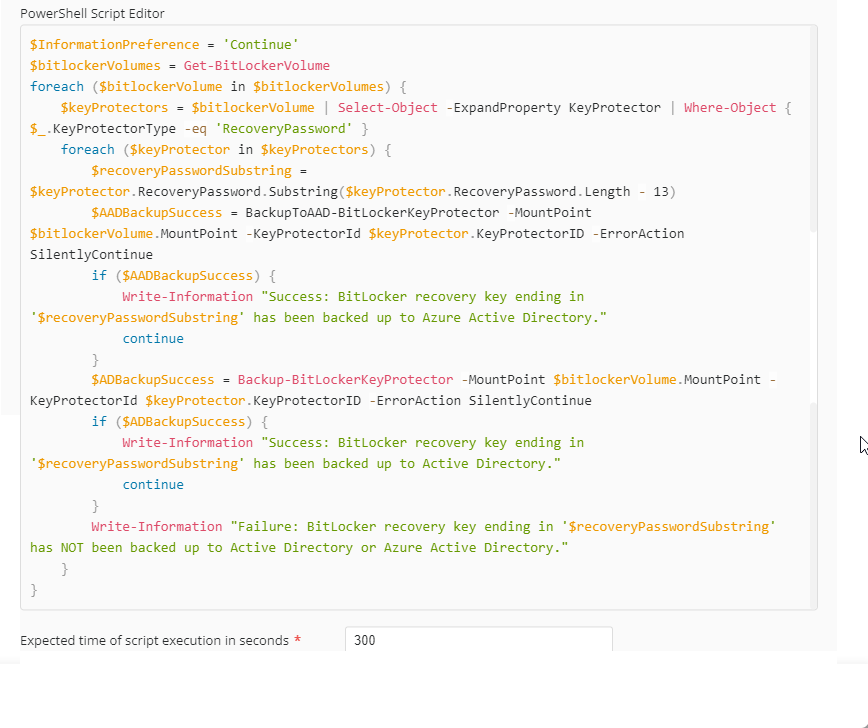 PowerShell Script Editor
$InformationPreference = 'Continue'
$bitlockerVolumes = Get-BitLockerVolume
foreach ($bitlockerVolume in $bitlockerVolumes) {
    $keyProtectors = $bitlockerVolume | Select-Object -ExpandProperty KeyProtector | Where-Object {
$_.KeyProtectorType -eq 'RecoveryPassword' }
    foreach ($keyProtector in $keyProtectors) {
        $recoveryPasswordSubstring =
$keyProtector.RecoveryPassword.Substring($keyProtector.RecoveryPassword.Length - 13)
        $AADBackupSuccess = BackupToAAD-BitLockerKeyProtector -MountPoint
$bitlockerVolume.MountPoint -KeyProtectorId $keyProtector.KeyProtectorID -ErrorAction
SilentlyContinue
        if ($AADBackupSuccess) {
            Write-Information "Success: BitLocker recovery key ending in
'$recoveryPasswordSubstring' has been backed up to Azure Active Directory."
            continue
        }
        $ADBackupSuccess = Backup-BitLockerKeyProtector -MountPoint $bitlockerVolume.MountPoint -
KeyProtectorId $keyProtector.KeyProtectorID -ErrorAction SilentlyContinue
        if ($ADBackupSuccess) {
            Write-Information "Success: BitLocker recovery key ending in
'$recoveryPasswordSubstring' has been backed up to Active Directory."
            continue
        }
        Write-Information "Failure: BitLocker recovery key ending in '$recoveryPasswordSubstring'
has NOT been backed up to Active Directory or Azure Active Directory."
    }
}
Expected time of script execution in seconds * 300